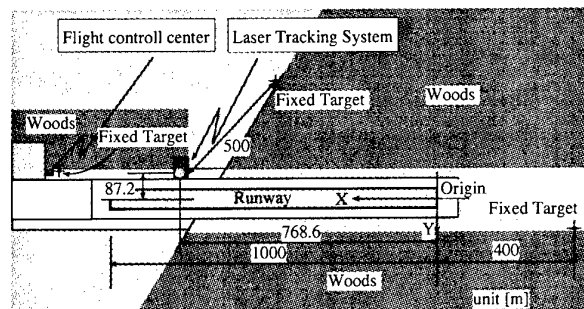 Flight controll center
Laser Tracking System
Fixed Target
Woods
Woods
Fixed Target
500
87.2
Runway
X
Origin
Fixed Target
Y
768.6
1000
400
Woods
unit [m]